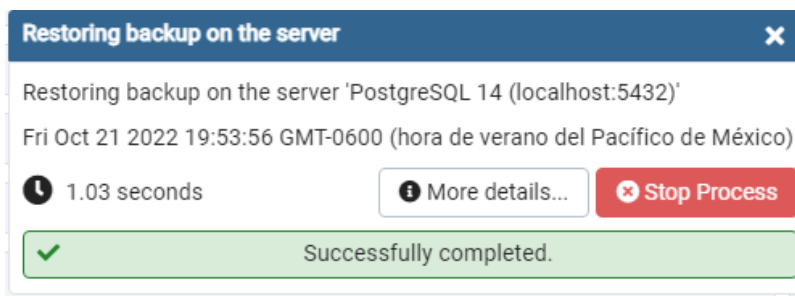 Restoring backup on the server
Restoring backup on the server 'PostgreSQL 14 (localhost:5432)'
Fri Oct 21 2022 19:53:56 GMT-0600 (hora de verano del Pacífico de México)
1.03 seconds More details... Stop Process
Successfully completed.